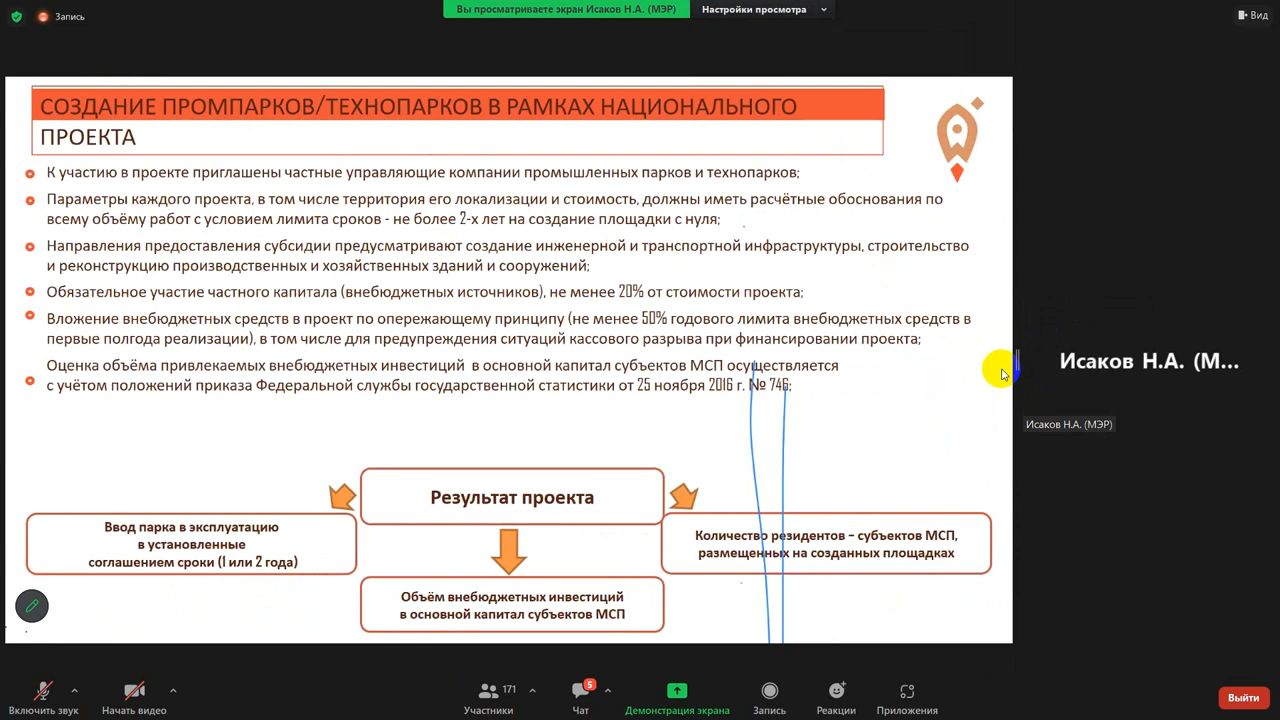 Запись
Вы просматриваете экран Исаков Н.А. (МЭР)
Настройки просмотра
Вид
СОЗДАНИЕ ПРОМПАРКОВ/ТЕХНОПАРКОВ В РАМКАХ НАЦИОНАЛЬНОГО
ПРОЕКТА
К участию в проекте приглашены частные управляющие компании промышленных парков и технопарков;
Параметры каждого проекта, в том числе территория его локализации и стоимость, должны иметь расчётные обоснования по
всему объёму работ с условием лимита сроков - не более 2-х лет на создание площадки с нуля;
Направления предоставления субсидии предусматривают создание инженерной и транспортной инфраструктуры, строительство
и реконструкцию производственных и хозяйственных зданий и сооружений;
Обязательное участие частного капитала (внебюджетных источников), не менее 20% от стоимости проекта;
Вложение внебюджетных средств в проект по опережающему принципу (не менее 50% годового лимита внебюджетных средств в
первые полгода реализации), в том числе для предупреждения ситуаций кассового разрыва при финансировании проекта;
Оценка объёма привлекаемых внебюджетных инвестиций в основной капитал субъектов МСП осуществляется
с учётом положений приказа Федеральной службы государственной статистики от 25 ноября 2016 г. № 746;
Исаков Н.А. (М...
Исаков Н.А. (МЭР)
Результат проекта
Ввод парка в эксплуатацию
в установленные
соглашением сроки (1 или 2 года)
Количество резидентов – субъектов МСП,
размещенных на созданных площадках
Объём внебюджетных инвестиций
в основной капитал субъектов МСП
Включить звук
Начать видео
171
Участники
5
Чат
Демонстрация экрана
Запись
Реакции
Приложения
Выйти